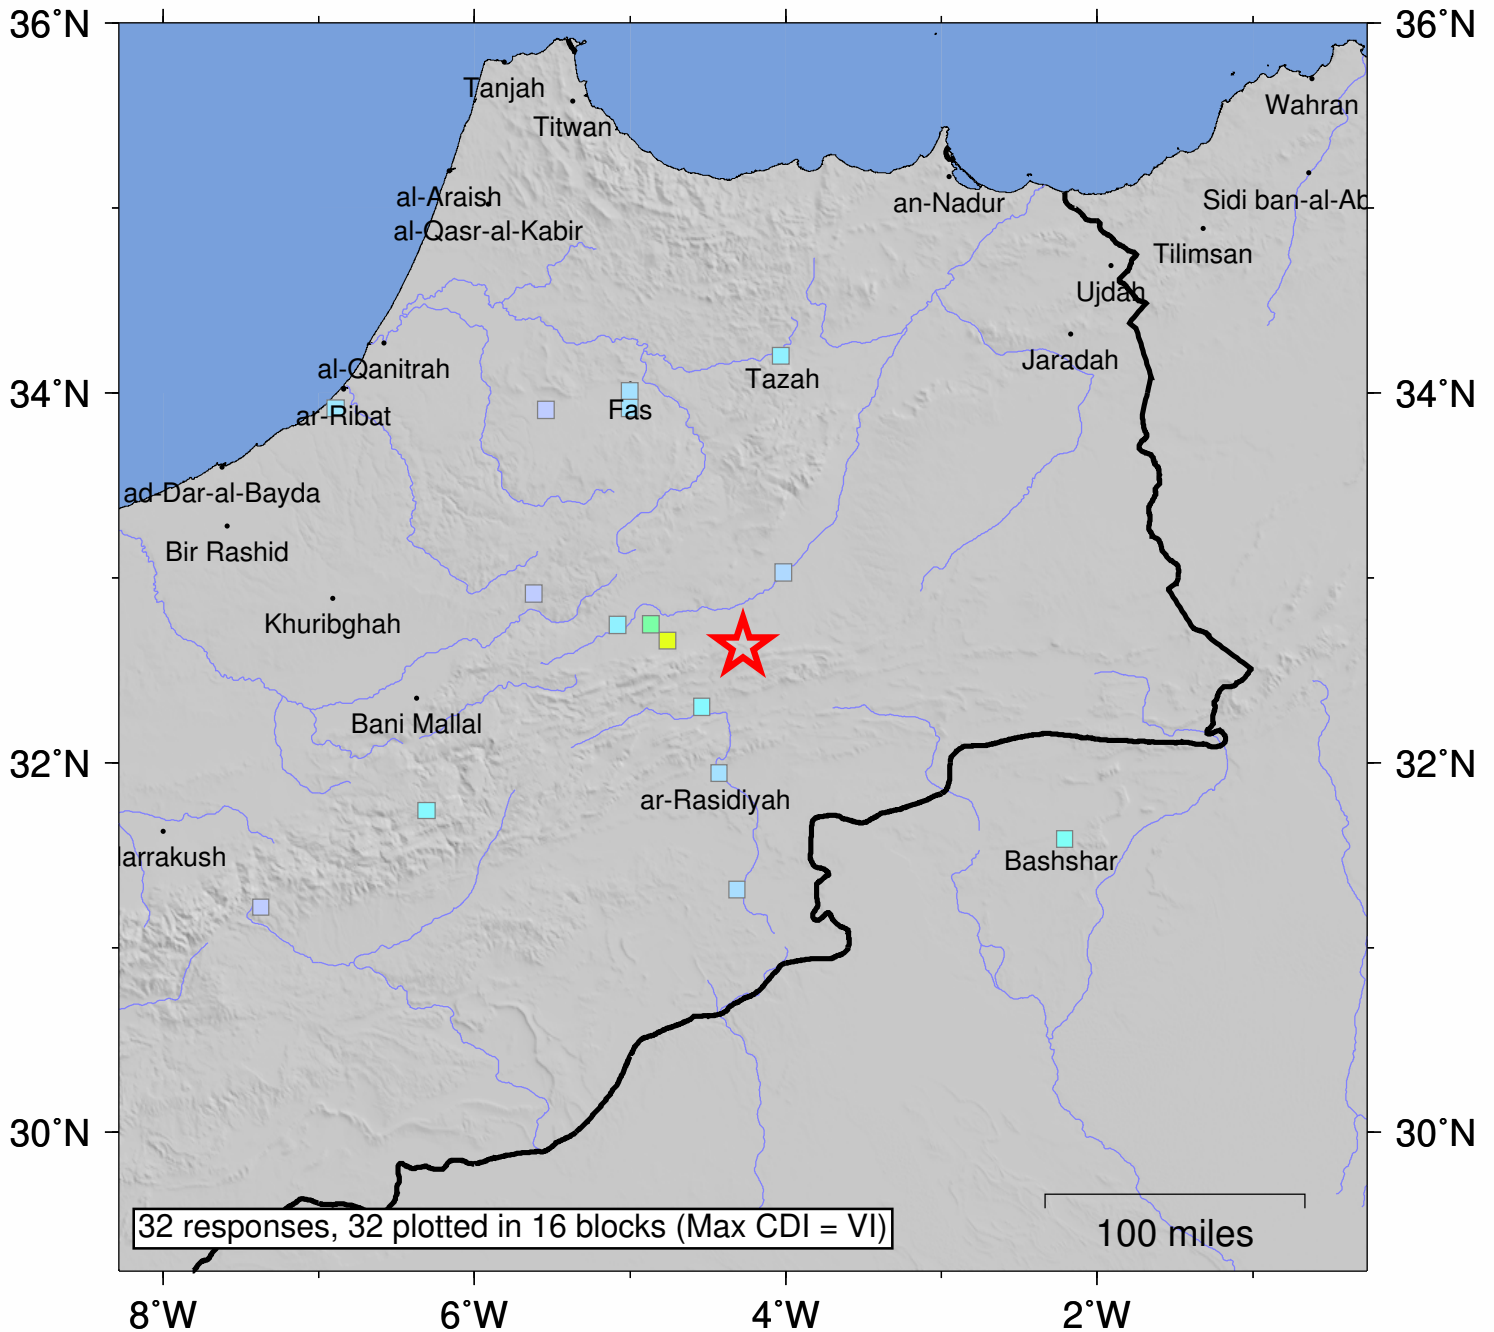 36°N
36°N
Tanjah
Wahran
Titwan
al-Araish
an-Nadur
Sidi ban-al-Ab
al-Qasr-al-Kabir
Tilimsan
Ujdah
al-Qanitrah
Jaradah
Tazah
34°N
34°N
ar-Ribat
Fas
ad-Dar-al-Bayda
Bir Rashid
Khuribghah
Bani Mallal
32°N
32°N
ar-Rasidiyah
larrakush
Bashshar
30°N
30°N
32 responses, 32 plotted in 16 blocks (Max CDI = VI)
100 miles
8°W
6°W
4°W
2°W